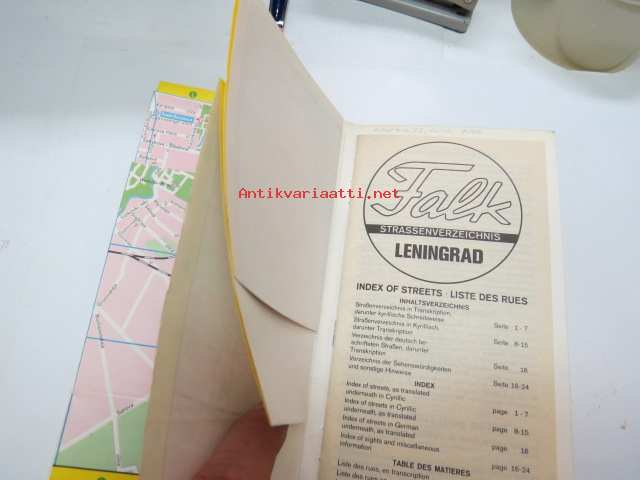 Antikvariaatti.net
Falk
STRASSENVERZEICHNIS
LENINGRAD
INDEX OF STREETS · LISTE DES RUES
INHALTSVERZEICHNIS
Straßenverzeichnis in Transkription,
darunter kyrillische Schreibweise Seite 1-7
Straßenverzeichnis in Kyrillisch,
darunter Transkription Seite 8-15
Verzeichnis der deutsch be-
schrifteten Straßen, darunter
Transkription Seite 16
Verzeichnis der Sehenswürdigkeiten
und sonstige Hinweise Seite 16-24
INDEX
Index of streets, as translated
underneath in Cyrillic page 1-7
Index of streets in Cyrillic
underneath, as translated page 8-15
Index of streets in German
underneath, as translated page 16
Index of sights and miscellaneous
information page 16-24
TABLE DES MATIERES
Liste des rues, en transcription